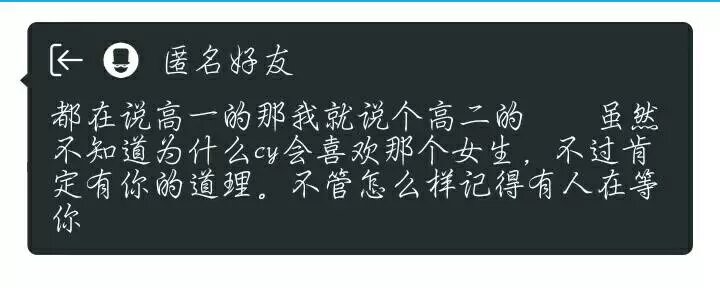 匿名好友
都在说高一的那我就说个高二的　　虽然
不知道为什么cy会喜欢那个女生，不过肯
定有你的道理。不管怎么样记得有人在等
你